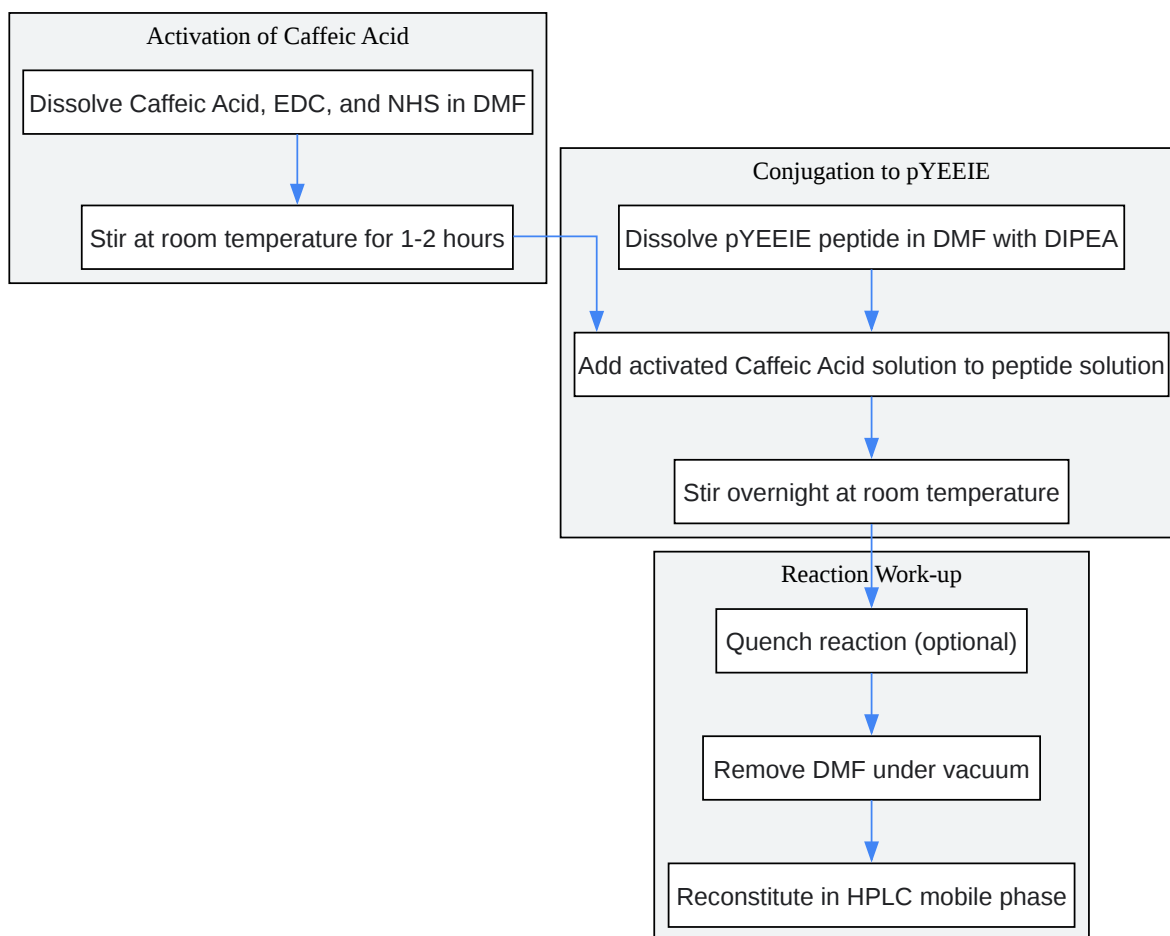 Activation of Caffeic Acid
Dissolve Caffeic Acid, EDC, and NHS in DMF
Stir at room temperature for 1-2 hours
Conjugation to pYEEIE
Dissolve pYEEIE peptide in DMF with DIPEA
Add activated Caffeic Acid solution to peptide solution
Stir overnight at room temperature
Reaction Work-up
Quench reaction (optional)
Remove DMF under vacuum
Reconstitute in HPLC mobile phase